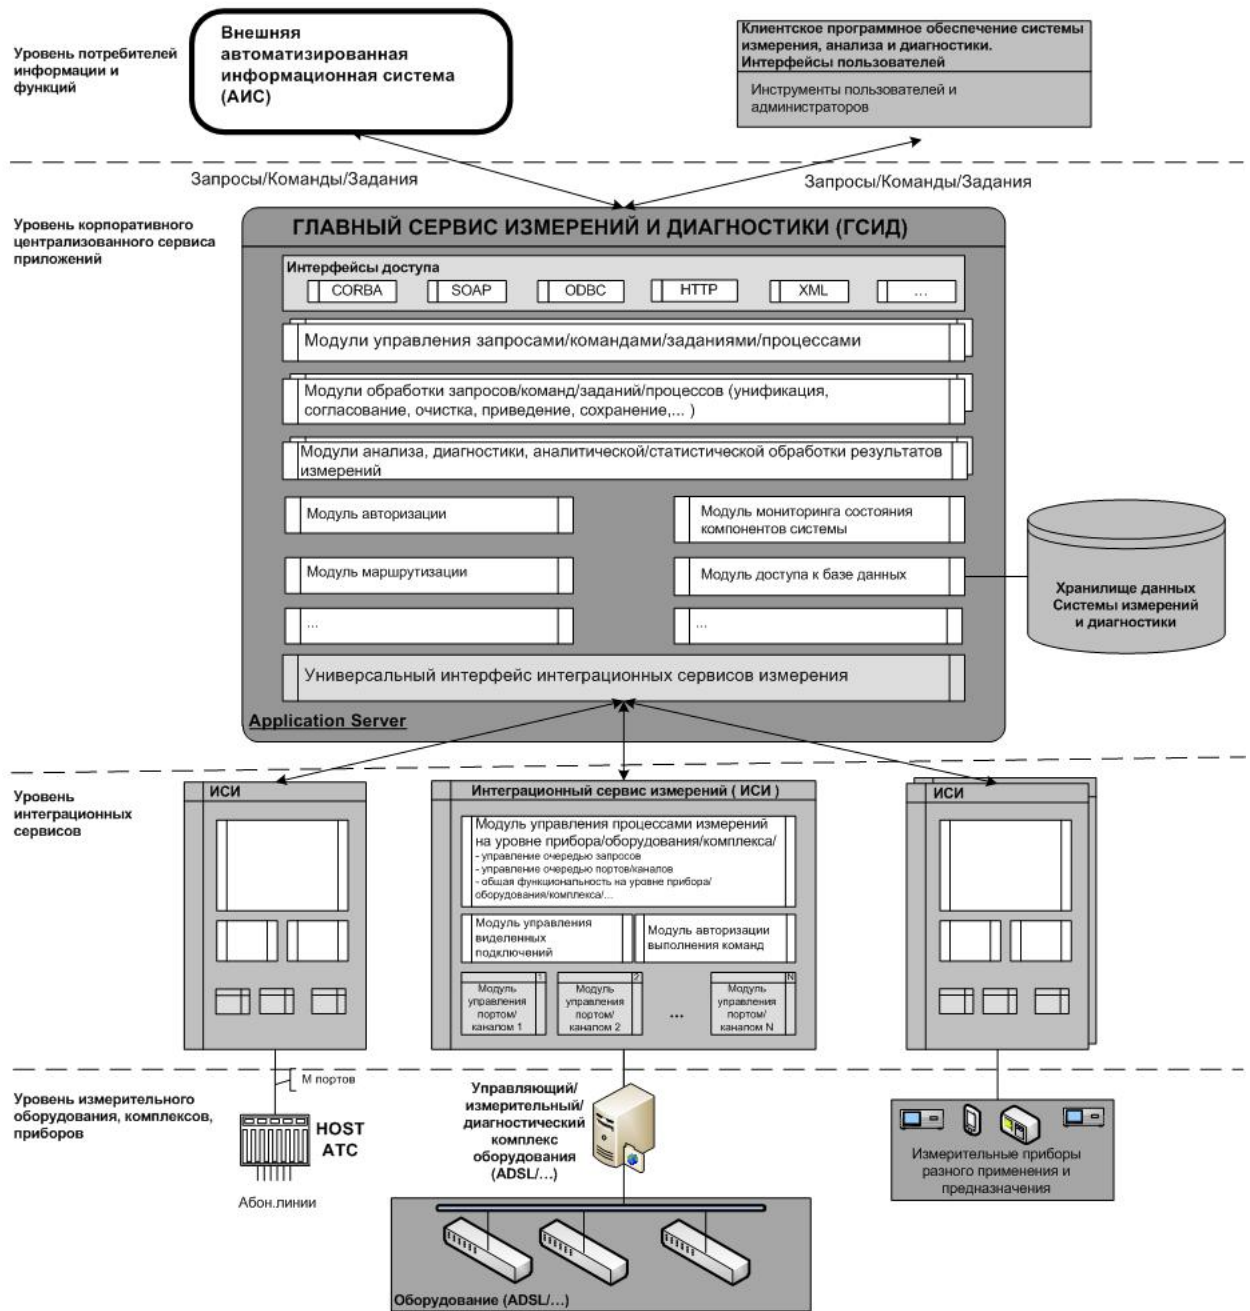 Уровень потребителей
информации и
функций
Внешняя
автоматизированная
информационная система
(АИС)
Клиентское программное обеспечение системы
измерения, анализа и диагностики.
Интерфейсы пользователей
Инструменты пользователей и
администраторов
Запросы/Команды/Задания
Запросы/Команды/Задания
Уровень корпоративного
централизованного сервиса
приложений
ГЛАВНЫЙ СЕРВИС ИЗМЕРЕНИЙ И ДИАГНОСТИКИ (ГСИД)
Интерфейсы доступа
CORBA
SOAP
ODBC
HTTP
XML
...
Модули управления запросами/командами/заданиями/процессами
Модули обработки запросов/команд/заданий/процессов (унификация,
согласование, очистка, приведение, сохранение,... )
Модули анализа, диагностики, аналитической/статистической обработки результатов
измерений
Модуль авторизации
Модуль мониторинга состояния
компонентов системы
Модуль маршрутизации
Модуль доступа к базе данных
...
...
Хранилище данных
Системы измерений
и диагностики
Универсальный интерфейс интеграционных сервисов измерения
Application Server
Уровень
интеграционных
сервисов
ИСИ
Интеграционный сервис измерений ( ИСИ )
Модуль управления процессами измерений
на уровне прибора/оборудования/комплекса/
- управление очередью запросов
- управление очередью портов/каналов
- общая функциональность на уровне прибора/
оборудования/комплекса/...
Модуль управления
виделенных
подключений
Модуль авторизации
выполнения команд
1
Модуль
управления
портом/
каналом 1
2
Модуль
управления
портом/
каналом 2
...
N
Модуль
управления
портом/
каналом N
ИСИ
Уровень измерительного
оборудования, комплексов,
приборов
М портов
HOST
АТС
Абон.линии
Управляющий/
измерительный/
диагностический
комплекс
оборудования
(ADSL/...)
Измерительные приборы
разного применения и
предназначения
Оборудование (ADSL/...)